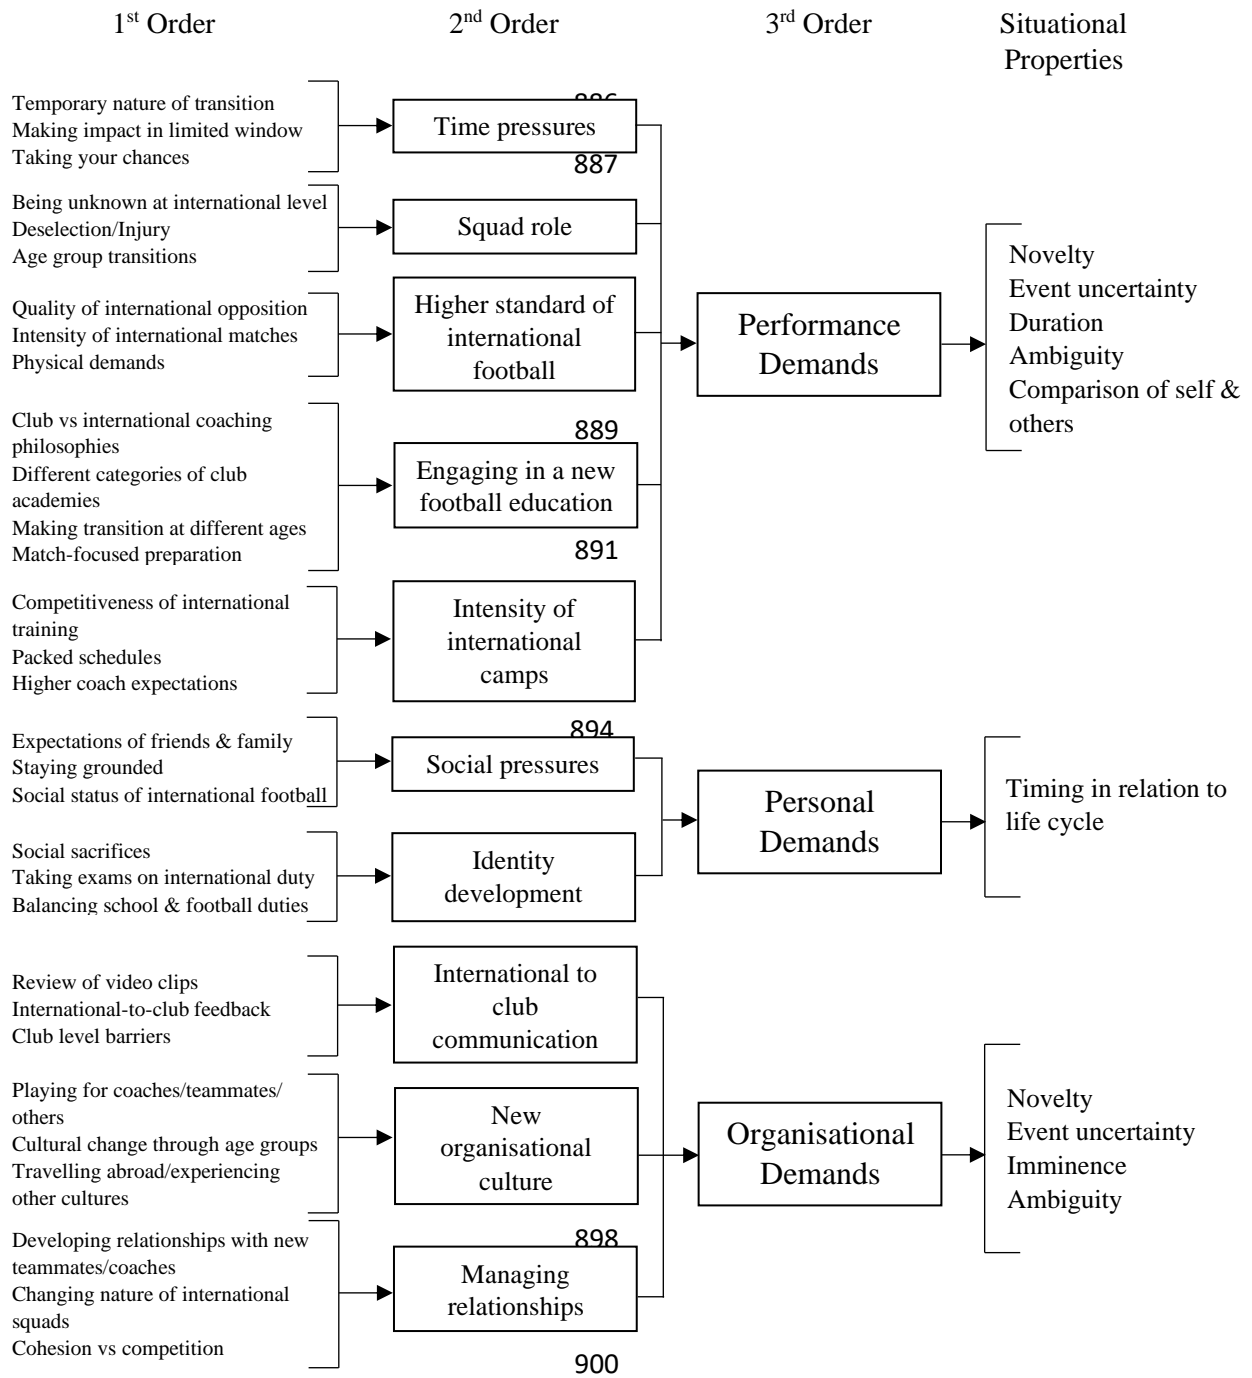 1st Order
2nd Order
3rd Order
Situational
Properties
Temporary nature of transition
Making impact in limited window
Taking your chances
886
Time pressures
887
Being unknown at international level
Deselection/Injury
Age group transitions
Squad role
Quality of international opposition
Intensity of international matches
Physical demands
Higher standard of
international
football
Club vs international coaching
philosophies
Different categories of club
academies
Making transition at different ages
Match-focused preparation
889
Engaging in a new
football education
891
Competitiveness of international
training
Packed schedules
Higher coach expectations
Intensity of
international
camps
Performance
Demands
Novelty
Event uncertainty
Duration
Ambiguity
Comparison of self &
others
Expectations of friends & family
Staying grounded
Social status of international football
894
Social pressures
Social sacrifices
Taking exams on international duty
Balancing school & football duties
Identity
development
Personal
Demands
Timing in relation to
life cycle
Review of video clips
International-to-club feedback
Club level barriers
International to
club
communication
Playing for coaches/teammates/
others
Cultural change through age groups
Travelling abroad/experiencing
other cultures
New
organisational
culture
Developing relationships with new
teammates/coaches
Changing nature of international
squads
Cohesion vs competition
898
Managing
relationships
900
Organisational
Demands
Novelty
Event uncertainty
Imminence
Ambiguity